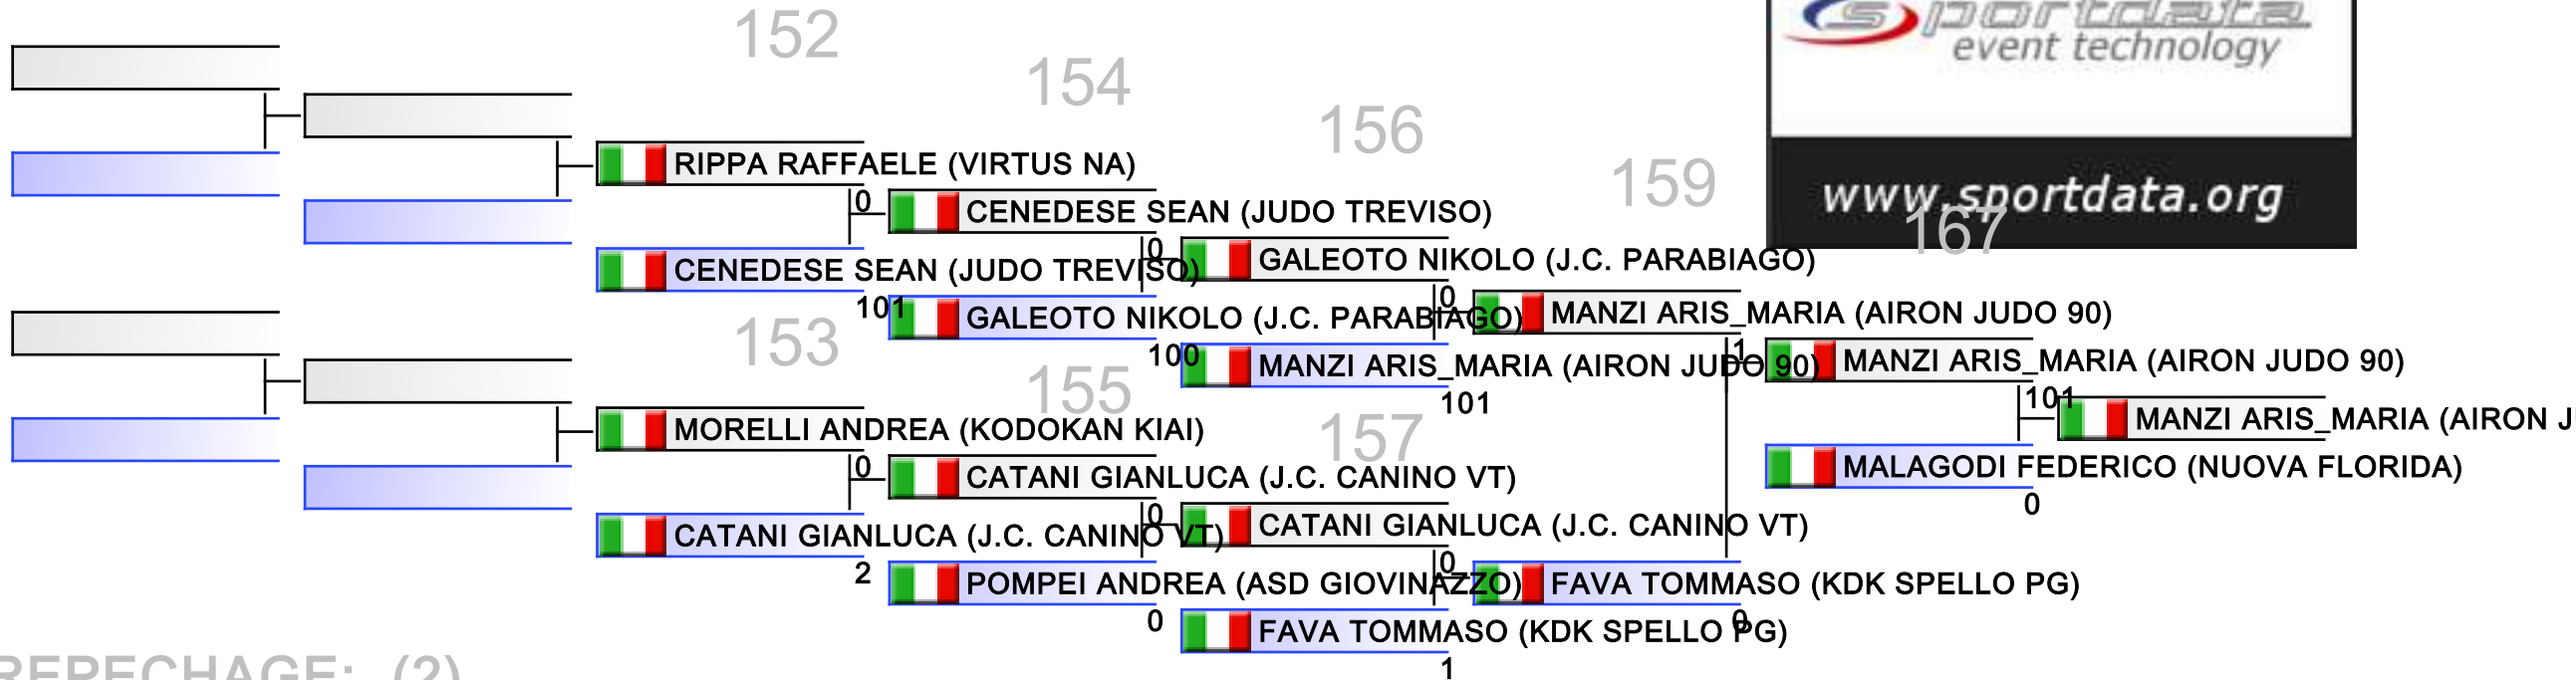 sportdata
event technology
www.sportdata.org
152
154
156
159
167
RIPPA RAFFAELE (VIRTUS NA)
0
CENEDESE SEAN (JUDO TREVISO)
0
GALEOTO NIKOLO (J.C. PARABIAGO)
CENEDESE SEAN (JUDO TREVISO)
101
0
MANZI ARIS_MARIA (AIRON JUDO 90)
GALEOTO NIKOLO (J.C. PARABIAGO)
100
153
1
MANZI ARIS_MARIA (AIRON JUDO 90)
MANZI ARIS_MARIA (AIRON JUDO 90)
101
155
101
MANZI ARIS_MARIA (AIRON J
MORELLI ANDREA (KODOKAN KIAI)
157
0
CATANI GIANLUCA (J.C. CANINO VT)
MALAGODI FEDERICO (NUOVA FLORIDA)
0
0
CATANI GIANLUCA (J.C. CANINO VT)
CATANI GIANLUCA (J.C. CANINO VT)
2
0
FAVA TOMMASO (KDK SPELLO PG)
0
POMPEI ANDREA (ASD GIOVINAZZO)
0
FAVA TOMMASO (KDK SPELLO PG)
1
REPECHAGE: (2)